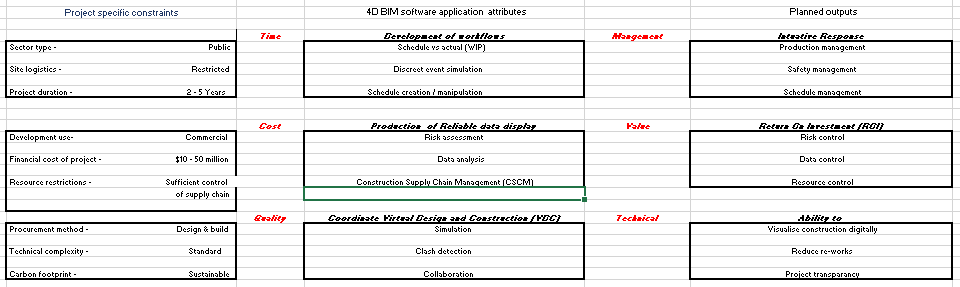 Project specific constraints 4D BIM software application attributes Planned outputs
Time Development of workflows Mangement Intuative Response
Sector type - Public Schedule vs actual (WIP) Production management
Site logistics - Restricted Discreet event simulation Safety management
Project duration - 2 - 5 Years Schedule creation / manipulation Schedule management
Cost Production of Reliable data display Value Return On Investment (ROI)
Development use- Commercial Risk assessment Risk control
Financial cost of project - $10 - 50 million Data analysis Data control
Resource restrictions - Sufficient control Construction Supply Chain Management (CSCM) Resource control
of supply chain
Quality Coordinate Virtual Design and Construction (VDC) Technical Ability to
Procurement method - Design & build Simulation Visualise construction digitally
Technical complexity - Standard Clash detection Reduce re-works
Carbon footprint - Sustainable Collaboration Project transparancy